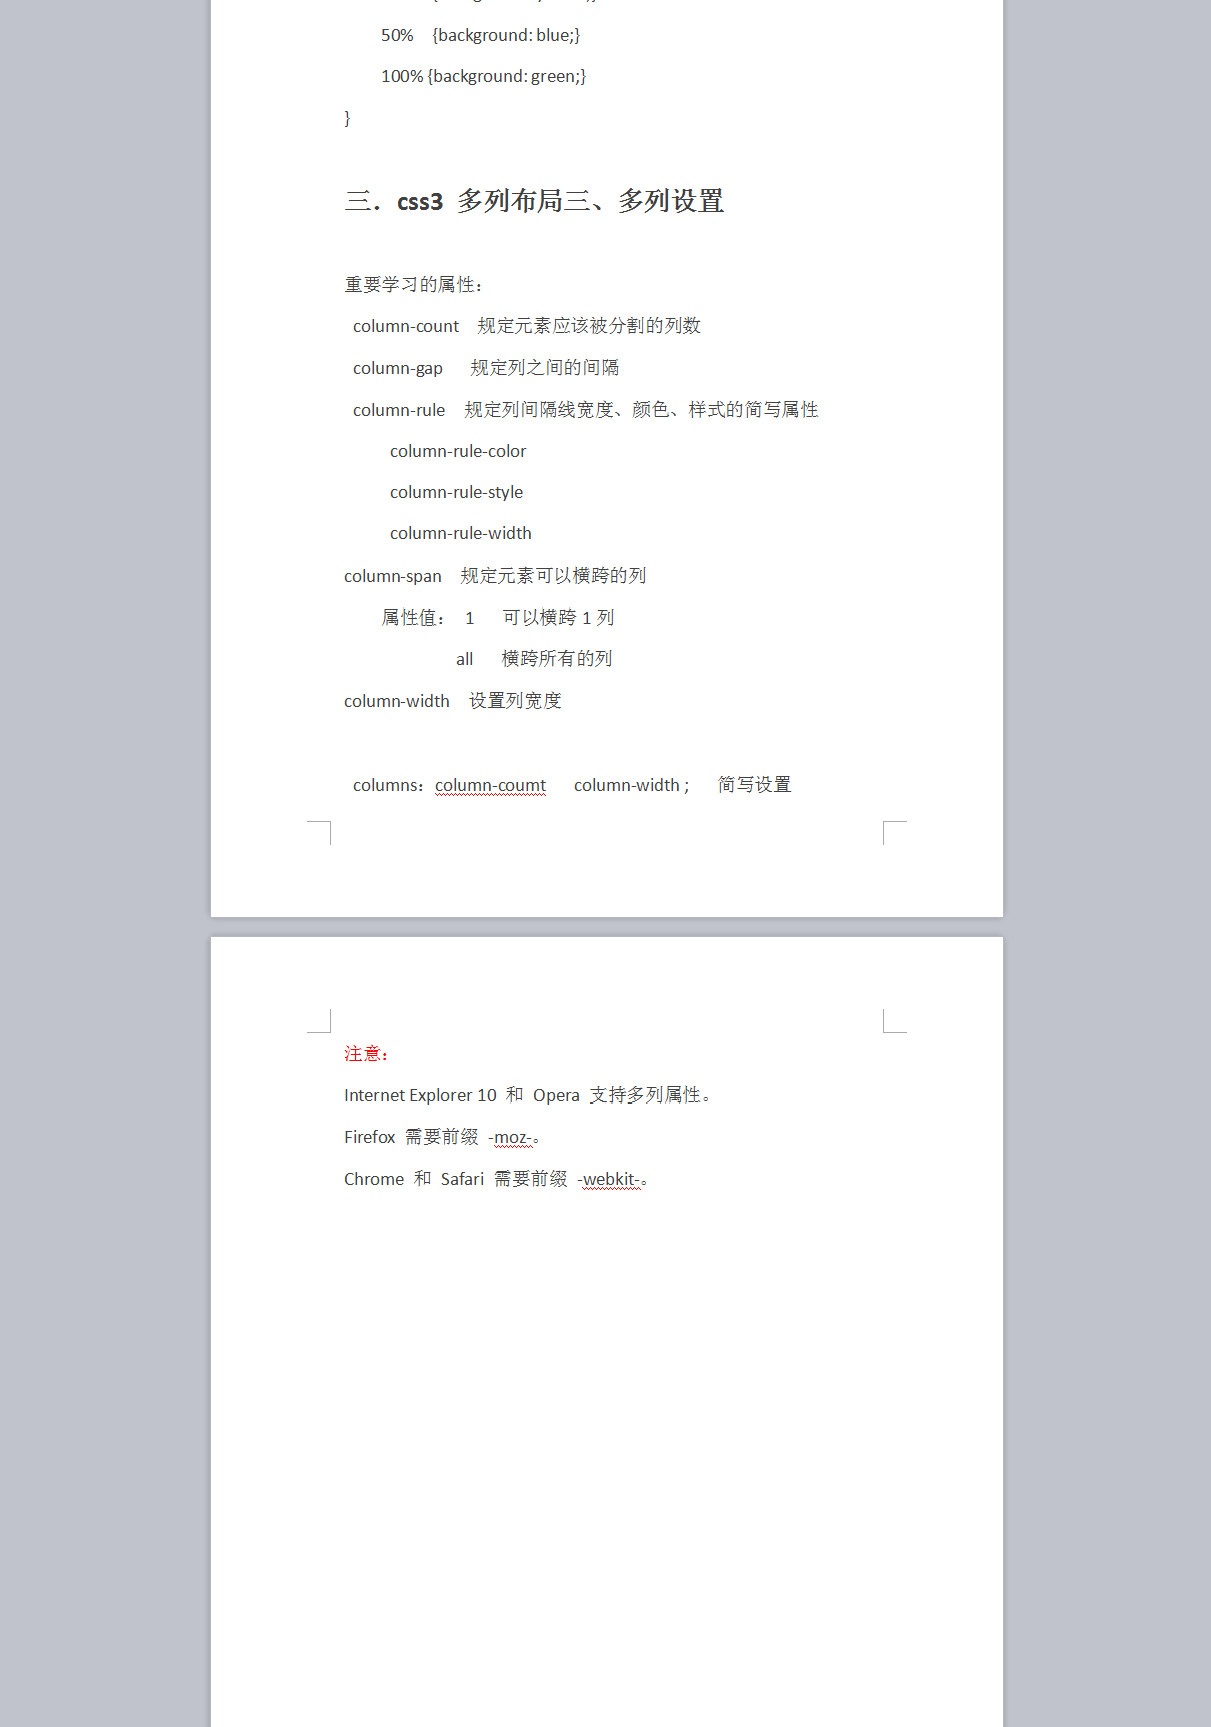 50% {background: blue;}
100% {background: green;}
}
三．css3 多列布局三、多列设置
重要学习的属性：
column-count 规定元素应该被分割的列数
column-gap 规定列之间的间隔
column-rule 规定列间隔线宽度、颜色、样式的简写属性
column-rule-color
column-rule-style
column-rule-width
column-span 规定元素可以横跨的列
属性值： 1 可以横跨 1 列
all 横跨所有的列
column-width 设置列宽度
columns：column-coumt column-width ; 简写设置
注意：
Internet Explorer 10 和 Opera 支持多列属性。
Firefox 需要前缀 -moz-。
Chrome 和 Safari 需要前缀 -webkit-。